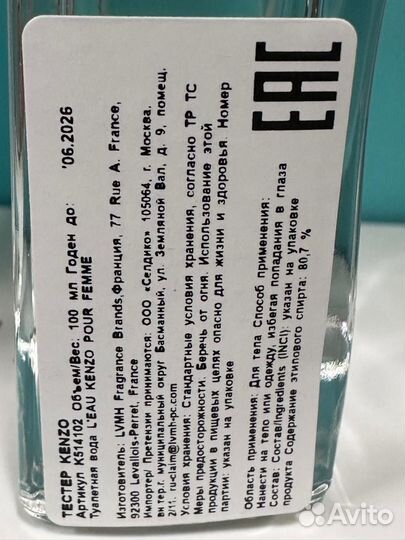 ТЕСТЕР KENZO
Артикул K514102 Объем/Вес: 100 мл Годен до: '06.2026
Туалетная вода L'EAU KENZO POUR FEMME
Изготовитель: LVMH Fragrance Brands,Франция, 77 Rue A. France,
92300 Levallois-Perret, France
Импортер/ Претензии принимаются: ООО «Селдико» 105064, г. Москва.
вн тер.г. муниципальный округ Басманный, ул. Земляной Вал, д. 9, помещ.
2/11. ru-claim@lvmh-pc.com
Условия хранения: Стандартные условия хранения, согласно ТР ТС
Меры предосторожности. Беречь от огня. Использование этой
продукции в пищевых целях опасно для жизни и здоровья. Номер
партии: указан на упаковке
Область применения: Для тела Способ применения:
Нанести на тело или одежду, избегая попадания в глаза
Состав: Состав/Ingredients (INCI): указан на упаковке
продукта Содержание этилового спирта: 80,7 %
EAC
Avito